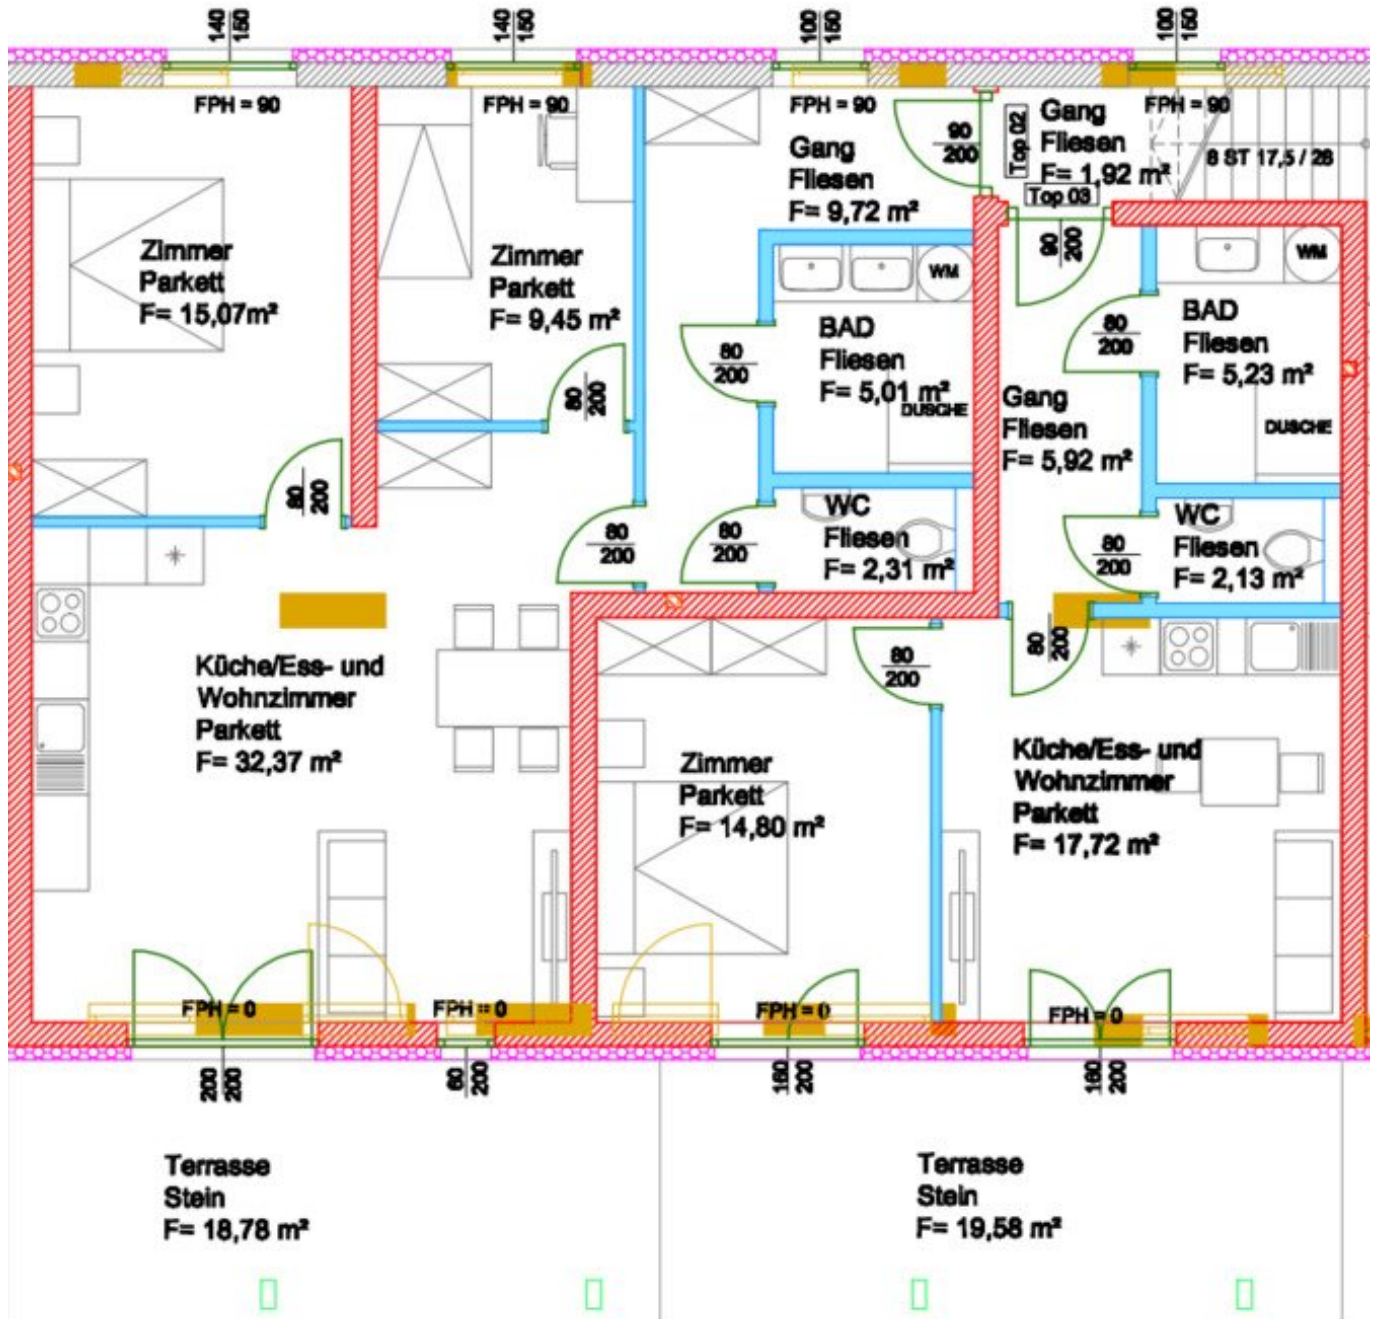 140
150
140
150
100
150
100
150
FPH = 90
FPH = 90
FPH = 90
FPH = 90
Gang
Fliesen
F= 9,72 m²
90
200
Top 02
Gang
Fliesen
F= 1,92 m²
Top 03
8 ST 17,5 / 28
Zimmer
Parkett
F= 15,07m²
Zimmer
Parkett
F= 9,45 m²
WM
90
200
WM
BAD
Fliesen
F= 5,01 m²
DUSCHE
80
200
BAD
Fliesen
F= 5,23 m²
DUSCHE
80
200
Gang
Fliesen
F= 5,92 m²
80
200
80
200
80
200
80
200
WC
Fliesen
F= 2,31 m²
80
200
WC
Fliesen
F= 2,13 m²
Küche/Ess- und
Wohnzimmer
Parkett
F= 32,37 m²
80
200
80
200
Zimmer
Parkett
F= 14,80 m²
Küche/Ess- und
Wohnzimmer
Parkett
F= 17,72 m²
FPH = 0
FPH = 0
FPH = 0
FPH = 0
200
200
60
200
160
200
160
200
Terrasse
Stein
F= 18,78 m²
Terrasse
Stein
F= 19,58 m²